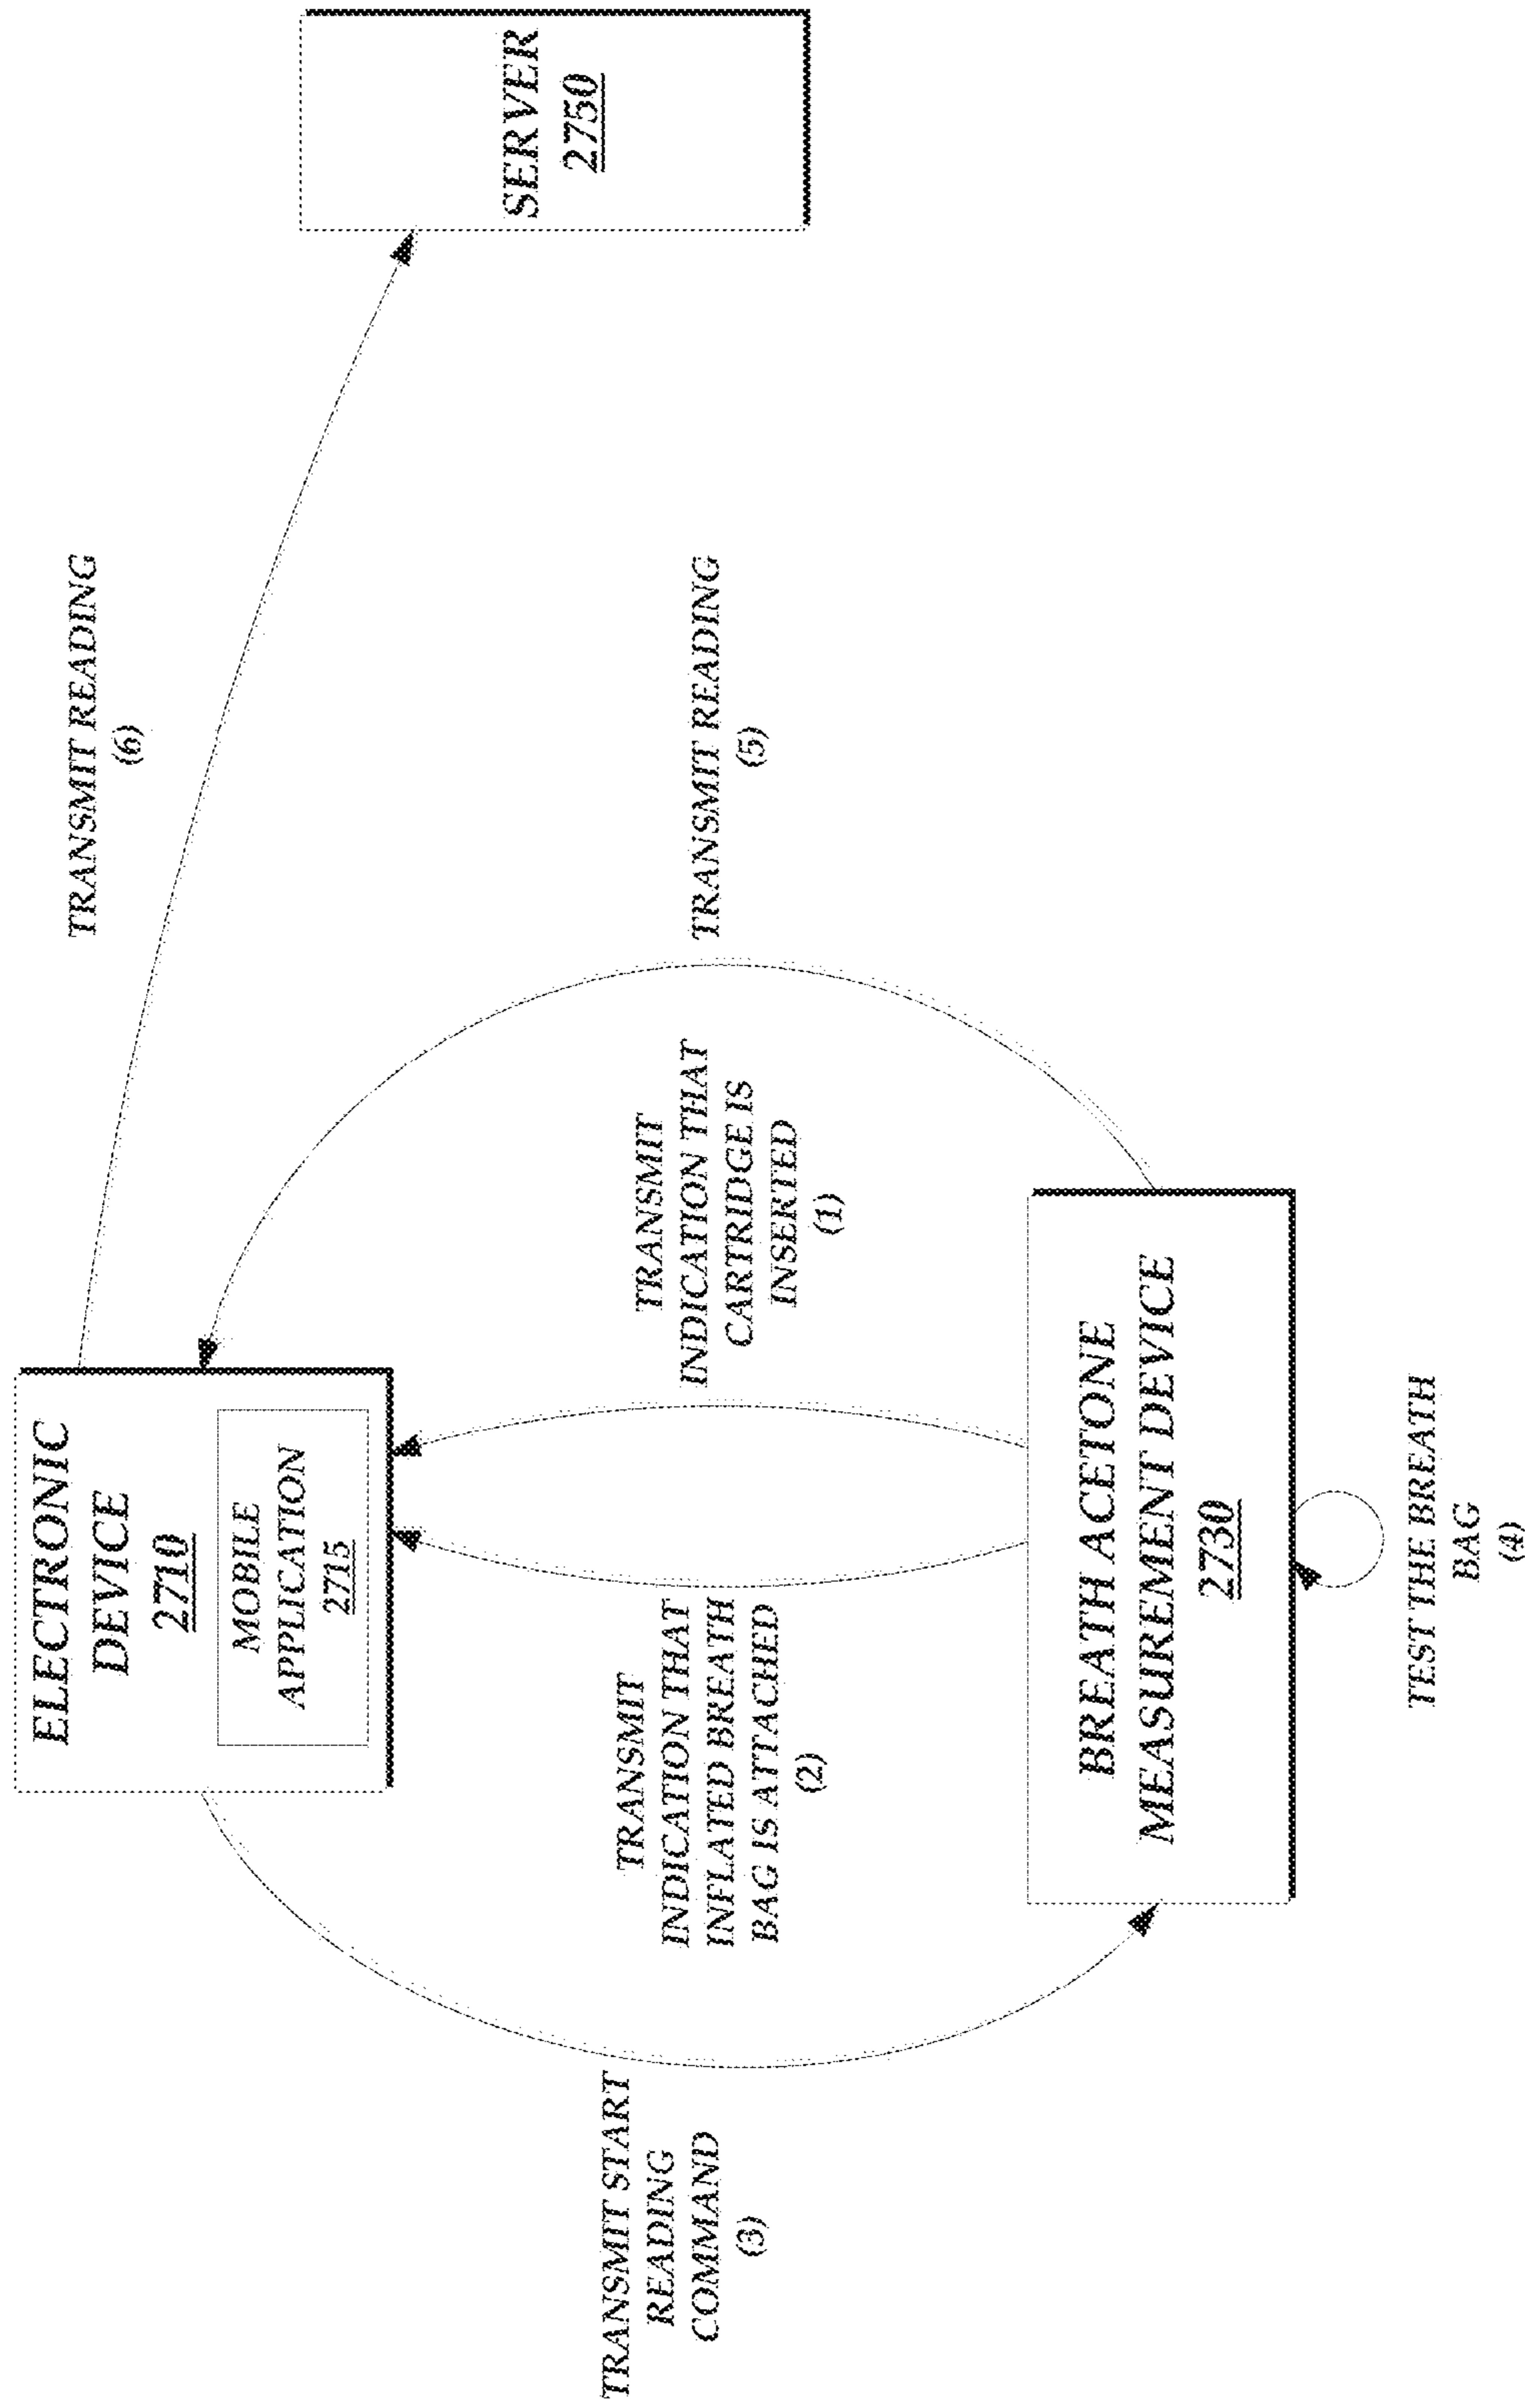 ELECTRONIC
DEVICE
2710
MOBILE
APPLICATION
2715
TRANSMIT READING
(6)
SERVER
2750
TRANSMIT START
READING
COMMAND
(3)
TRANSMIT
INDICATION THAT
INFLATED BREATH
BAG IS ATTACHED
(2)
TRANSMIT
INDICATION THAT
CARTRIDGE IS
INSERTED
(1)
TRANSMIT READING
(5)
BREATH ACETONE
MEASUREMENT DEVICE
2730
TEST THE BREATH
BAG
(4)